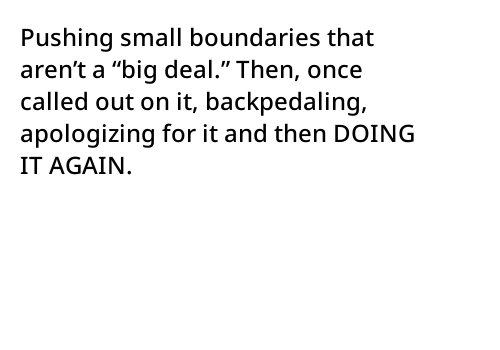 Pushing small boundaries that
aren’t a “big deal.” Then, once
called out on it, backpedaling,
apologizing for it and then DOING
IT AGAIN.